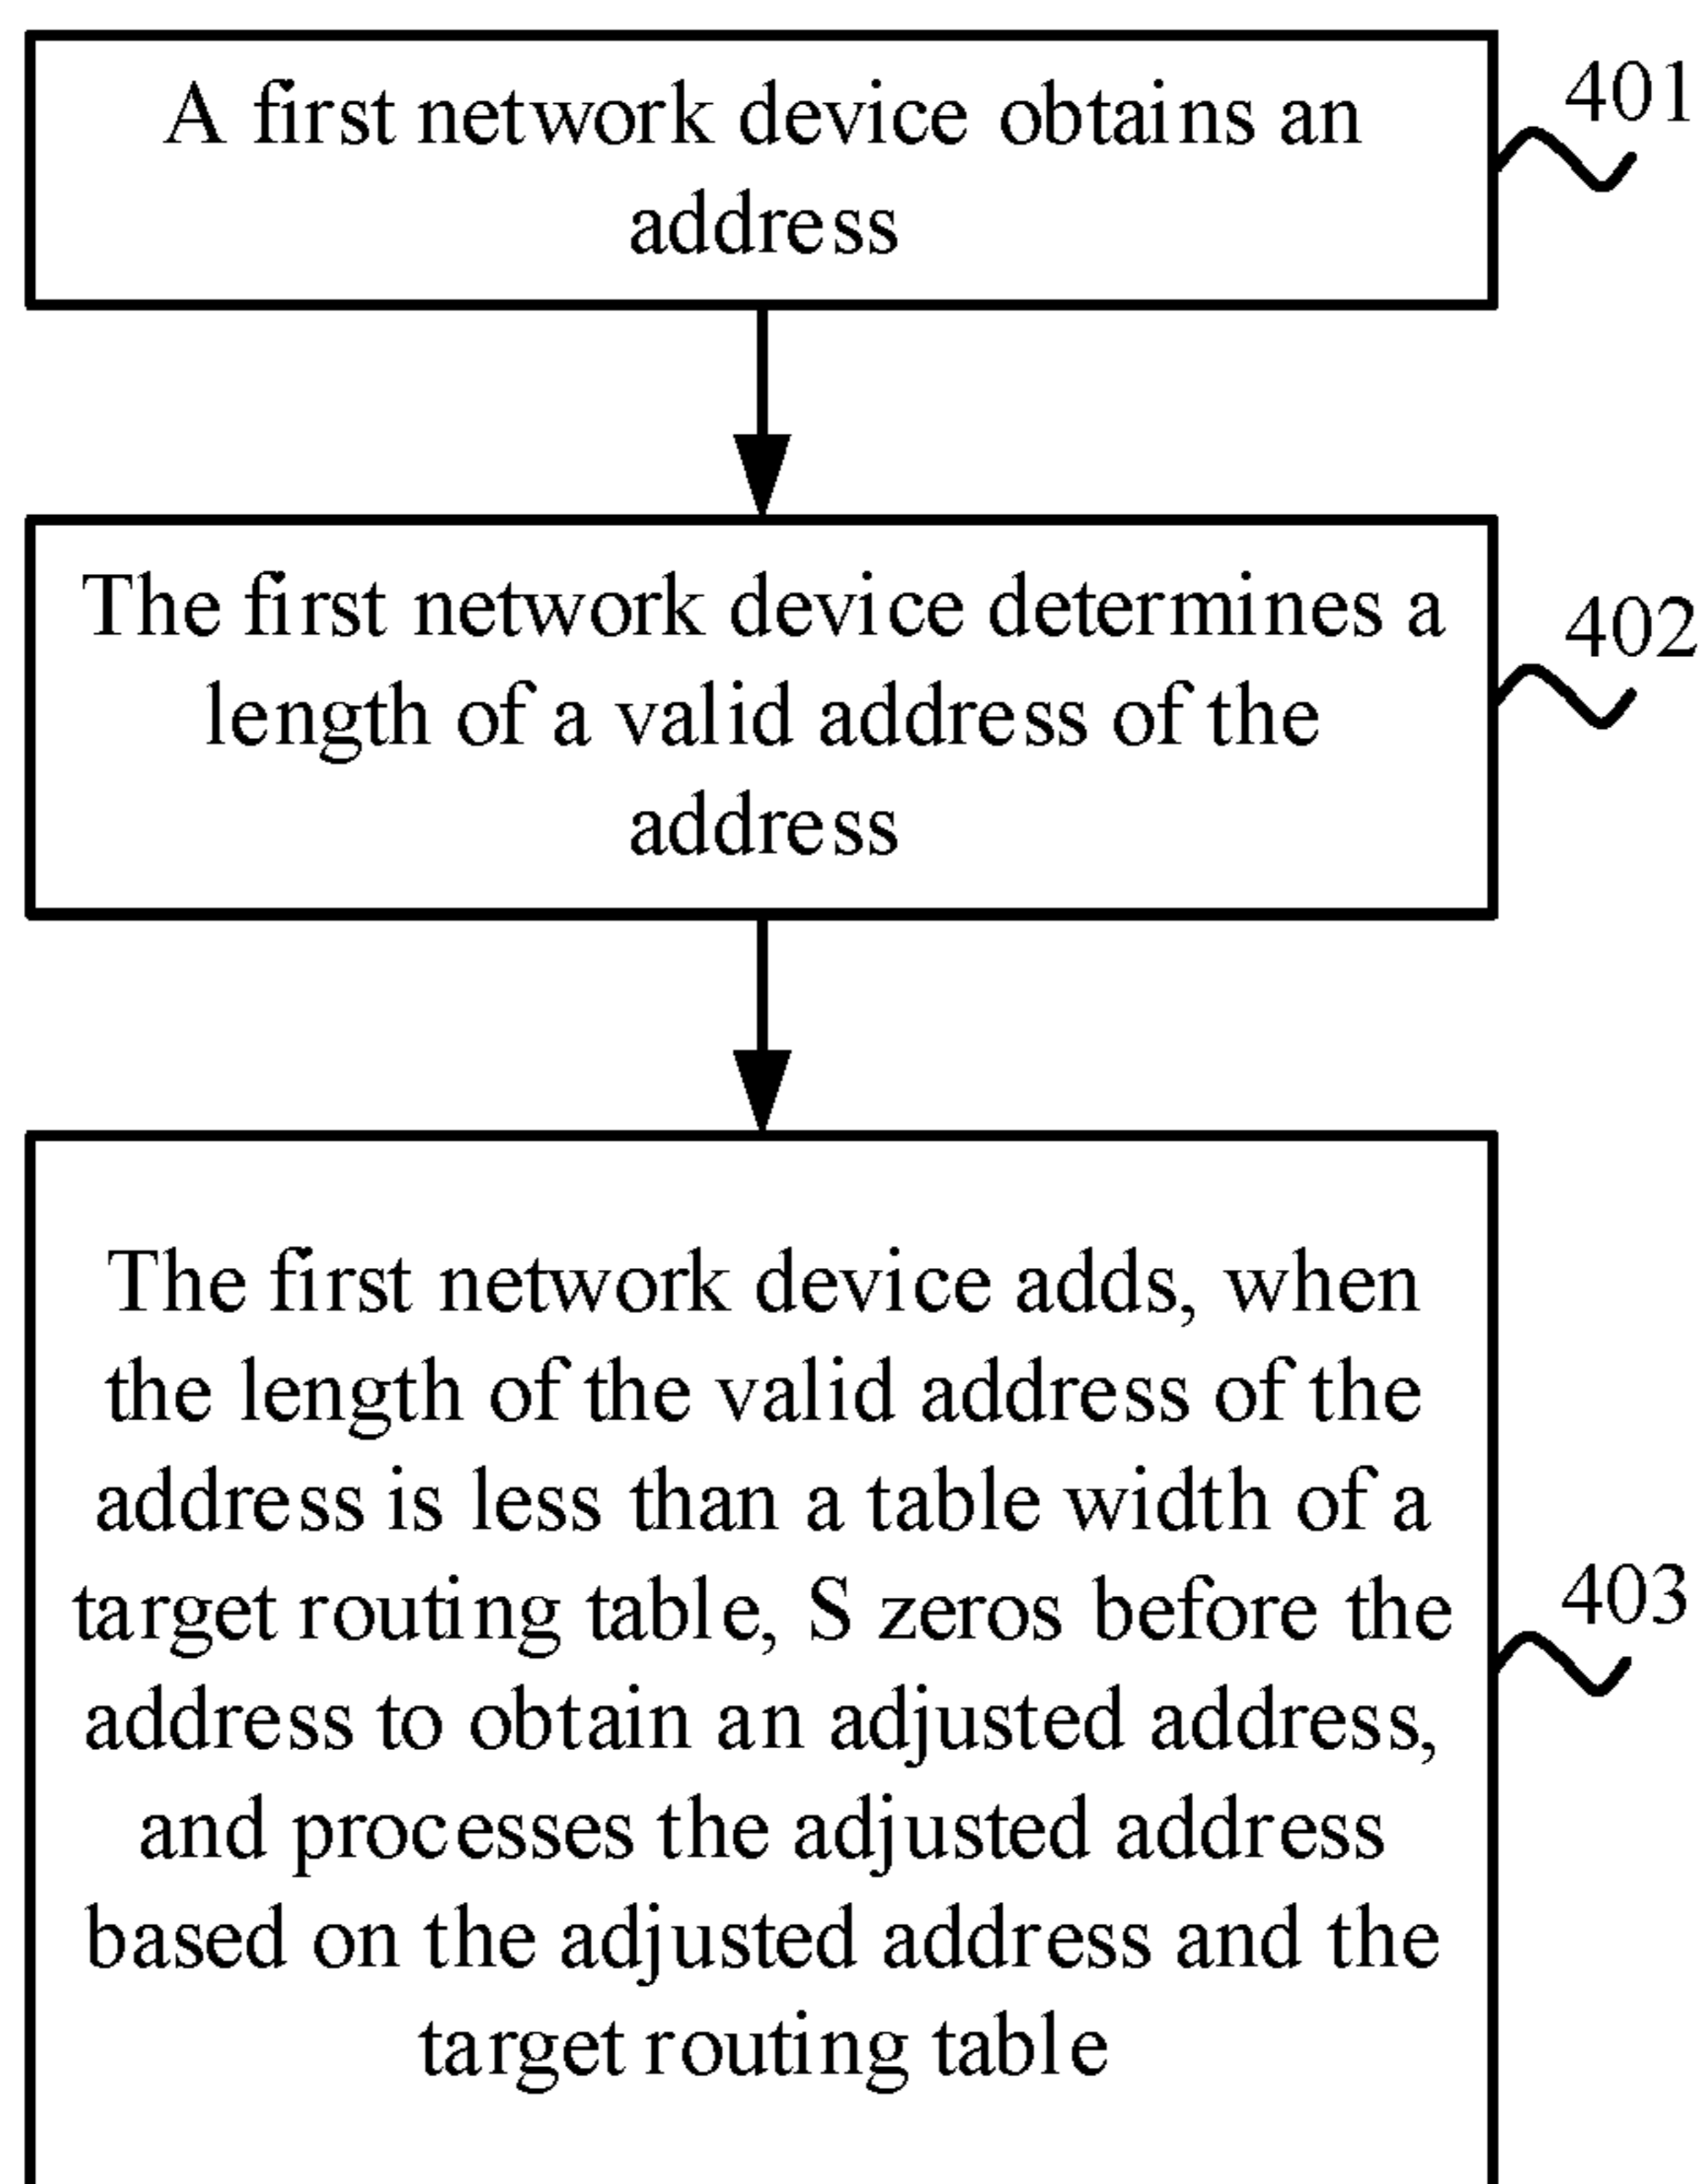 A first network device obtains an
address
401
The first network device determines a
length of a valid address of the
address
402
The first network device adds, when
the length of the valid address of the
address is less than a table width of a
target routing table, S zeros before the
address to obtain an adjusted address,
and processes the adjusted address
based on the adjusted address and the
target routing table
403